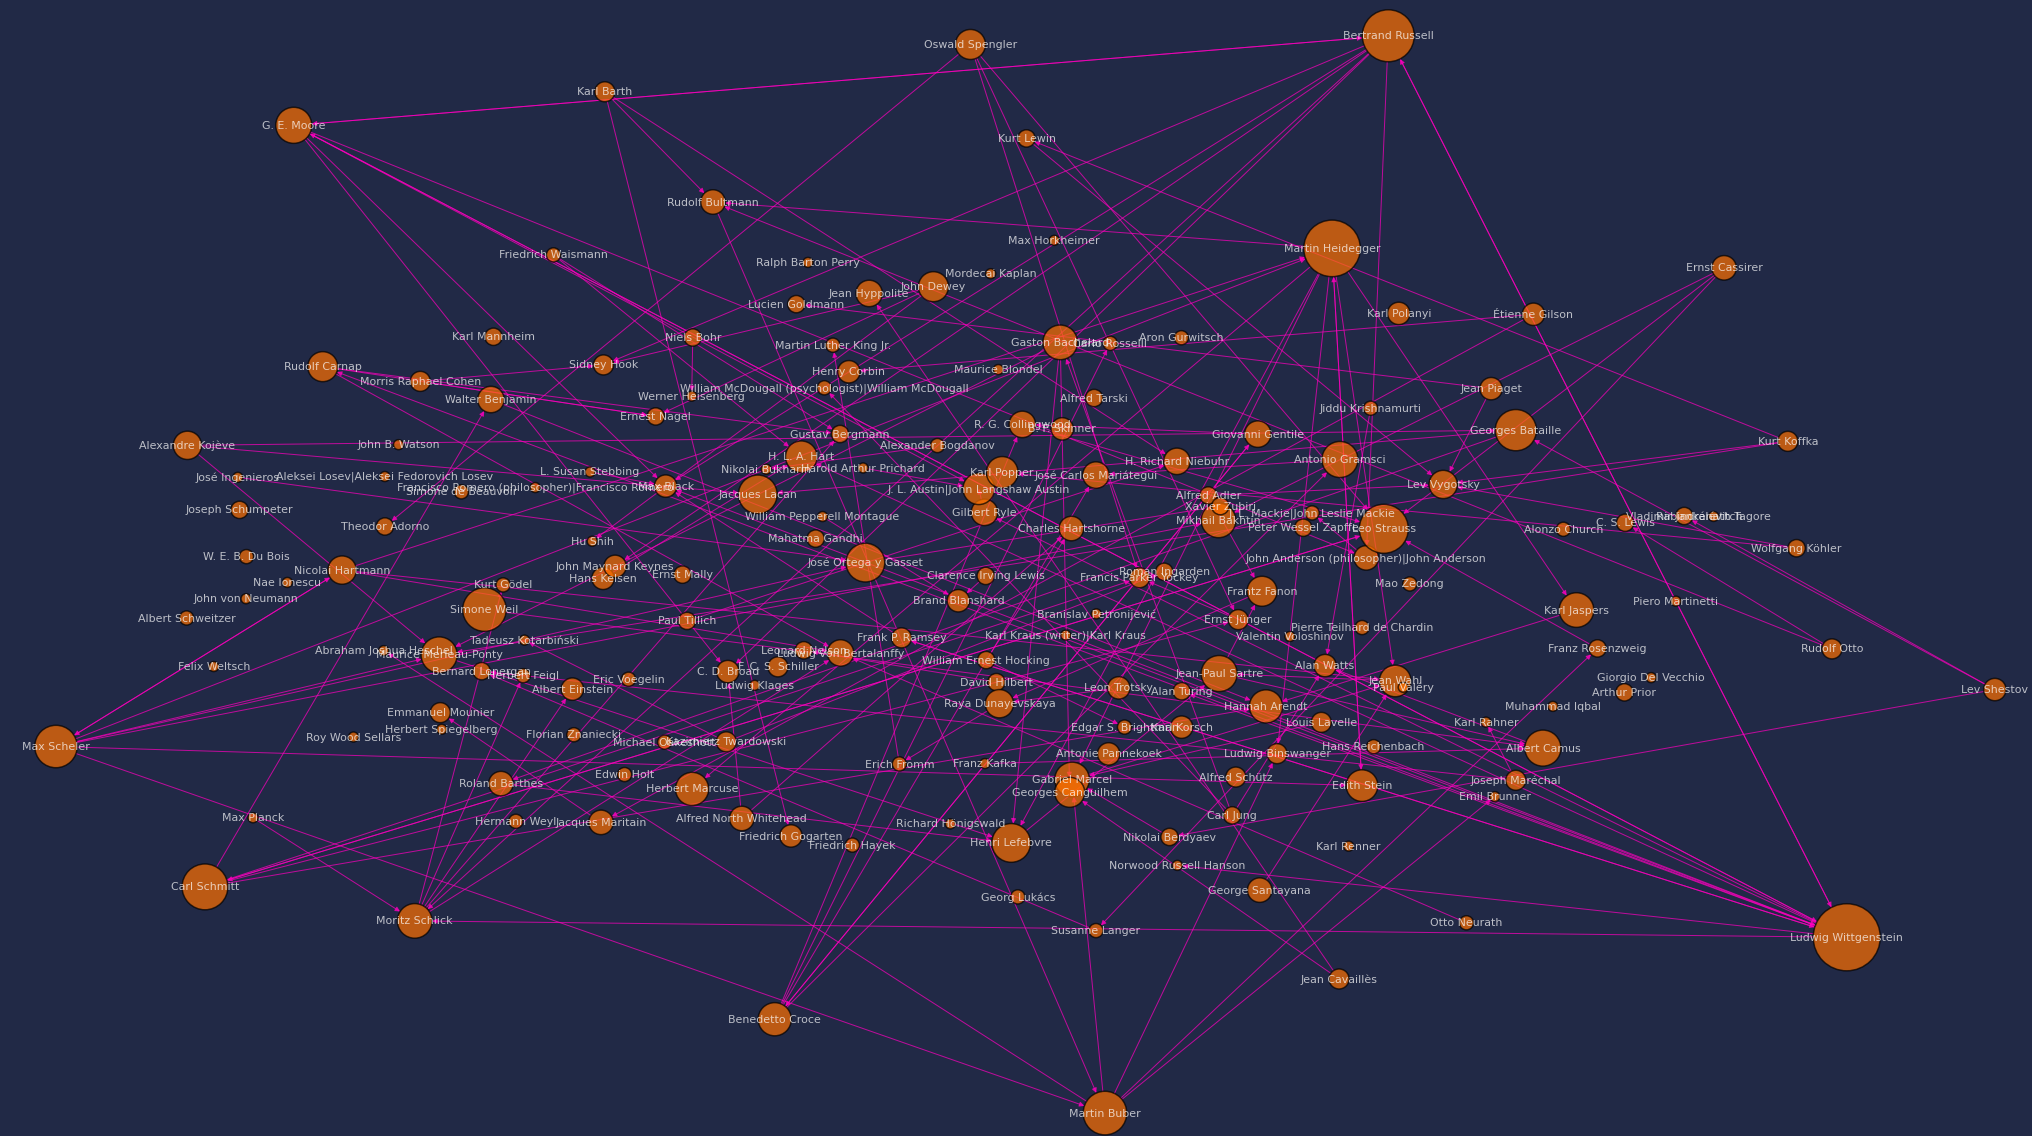 Bertrand Russell
Oswald Spengler
Karl Barth
G. E. Moore
Kurt Lewin
Rudolf Bultmann
Max Horkheimer
Martin Heidegger
Friedrich Waismann
Ralph Barton Perry
Mordecai Kaplan
Ernst Cassirer
John Dewey
Jean Hyppolite
Lucien Goldmann
Karl Polanyi
Étienne Gilson
Karl Mannheim
Niels Bohr
Aron Gurwitsch
Gaston Bachelard
Carlo Rosselli
Martin Luther King Jr.
Sidney Hook
Rudolf Carnap
Maurice Blondel
Henry Corbin
Morris Raphael Cohen
William McDougall (psychologist)|William McDougall
Jean Piaget
Werner Heisenberg
Walter Benjamin
Alfred Tarski
Jiddu Krishnamurti
Ernest Nagel
R. G. Collingwood
B. F. Skinner
Georges Bataille
Gustav Bergmann
Giovanni Gentile
Alexandre Kojève
John B. Watson
Alexander Bogdanov
Kurt Koffka
H. L. A. Hart
Antonio Gramsci
H. Richard Niebuhr
Nikolai Bukharin
Harold Arthur Prichard
L. Susan Stebbing
Karl Popper
José Carlos Mariátegui
José Ingenieros
Aleksei Losev|Aleksei Fedorovich Losev
Lev Vygotsky
Francisco Romero (philosopher)|Francisco Romero
Max Black
Simone de Beauvoir
J. L. Austin|John Langshaw Austin
Jacques Lacan
Alfred Adler
Xavier Zubiri
Joseph Schumpeter
Gilbert Ryle
Mackie|John Leslie Mackie
William Pepperell Montague
Mikhail Bakhtin
Vladimir Jankélévitch
C. S. Lewis
Theodor Adorno
Charles Hartshorne
Peter Wessel Zapffe
Leo Strauss
Alonzo Church
Mahatma Gandhi
Hu Shih
Wolfgang Köhler
W. E. B. Du Bois
John Anderson (philosopher)|John Anderson
José Ortega y Gasset
John Maynard Keynes
Nicolai Hartmann
Roman Ingarden
Ernst Mally
Clarence Irving Lewis
Francis Parker Yockey
Hans Kelsen
Nae Ionescu
Kurt Gödel
Mao Zedong
Frantz Fanon
John von Neumann
Brand Blanshard
Piero Martinetti
Simone Weil
Karl Jaspers
Branislav Petronijević
Albert Schweitzer
Ernst Jünger
Paul Tillich
Pierre Teilhard de Chardin
Karl Kraus (writer)|Karl Kraus
Valentin Voloshinov
Frank P. Ramsey
Tadeusz Kotarbiński
Franz Rosenzweig
Rudolf Otto
Abraham Joshua Heschel
Leonard Nelson
Maurice Merleau-Ponty
Ludwig von Bertalanffy
William Ernest Hocking
Felix Weltsch
F. C. S. Schiller
Alan Watts
Bernard Lonergan
C. D. Broad
Jean-Paul Sartre
Herbert Feigl
Giorgio Del Vecchio
Eric Voegelin
Jean Wahl
David Hilbert
Ludwig Klages
Leon Trotsky
Paul Valéry
Albert Einstein
Lev Shestov
Alan Turing
Arthur Prior
Raya Dunayevskaya
Hannah Arendt
Muhammad Iqbal
Emmanuel Mounier
Louis Lavelle
Karl Rahner
Edgar S. Brightman
Karl Korsch
Herbert Spiegelberg
Florian Znaniecki
Roy Wood Sellars
Michael Oakeshott
Kazimierz Twardowski
Max Scheler
Hans Reichenbach
Albert Camus
Antonie Pannekoek
Ludwig Binswanger
Erich Fromm
Franz Kafka
Edwin Holt
Alfred Schütz
Gabriel Marcel
Joseph Maréchal
Roland Barthes
Edith Stein
Herbert Marcuse
Georges Canguilhem
Emil Brunner
Carl Jung
Max Planck
Alfred North Whitehead
Hermann Weyl
Jacques Maritain
Richard Hönigswald
Friedrich Gogarten
Nikolai Berdyaev
Henri Lefebvre
Friedrich Hayek
Karl Renner
Norwood Russell Hanson
Carl Schmitt
George Santayana
Georg Lukács
Moritz Schlick
Otto Neurath
Susanne Langer
Ludwig Wittgenstein
Jean Cavaillès
Benedetto Croce
Martin Buber